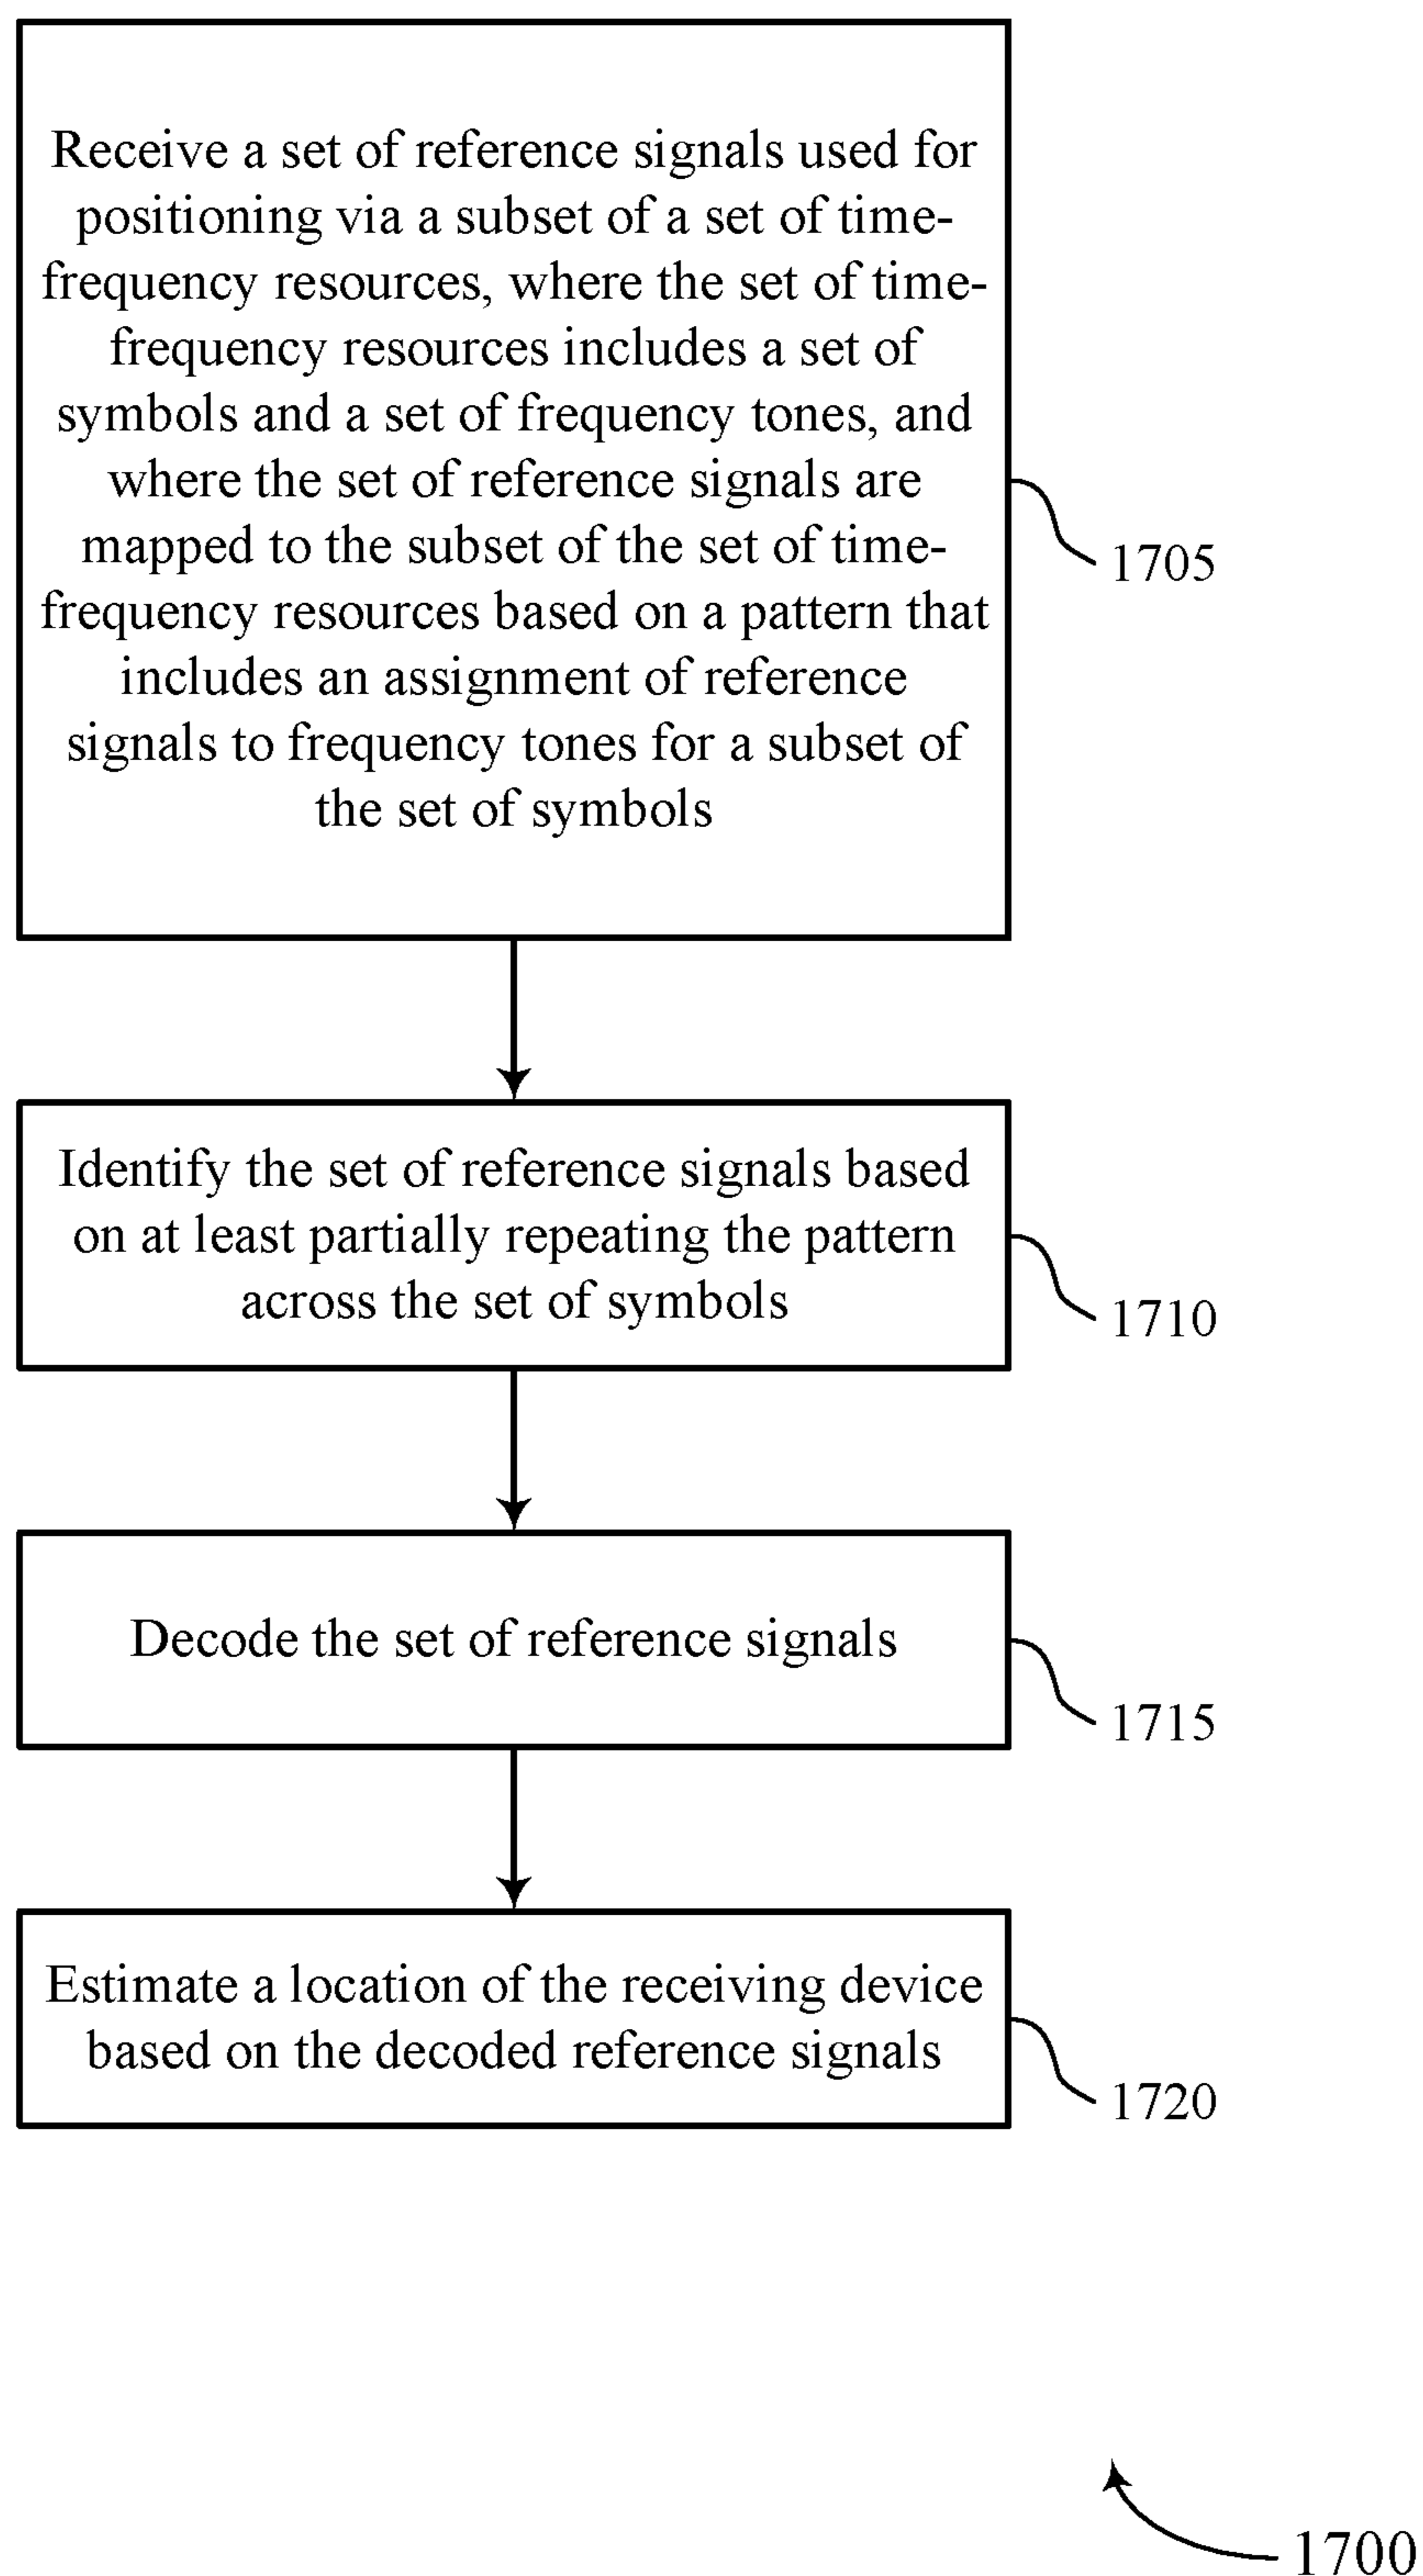 Receive a set of reference signals used for
positioning via a subset of a set of time-
frequency resources, where the set of time-
frequency resources includes a set of
symbols and a set of frequency tones, and
where the set of reference signals are
mapped to the subset of the set of time-
frequency resources based on a pattern that
includes an assignment of reference
signals to frequency tones for a subset of
the set of symbols
1705
Identify the set of reference signals based
on at least partially repeating the pattern
across the set of symbols
1710
Decode the set of reference signals
1715
Estimate a location of the receiving device
based on the decoded reference signals
1720
1700